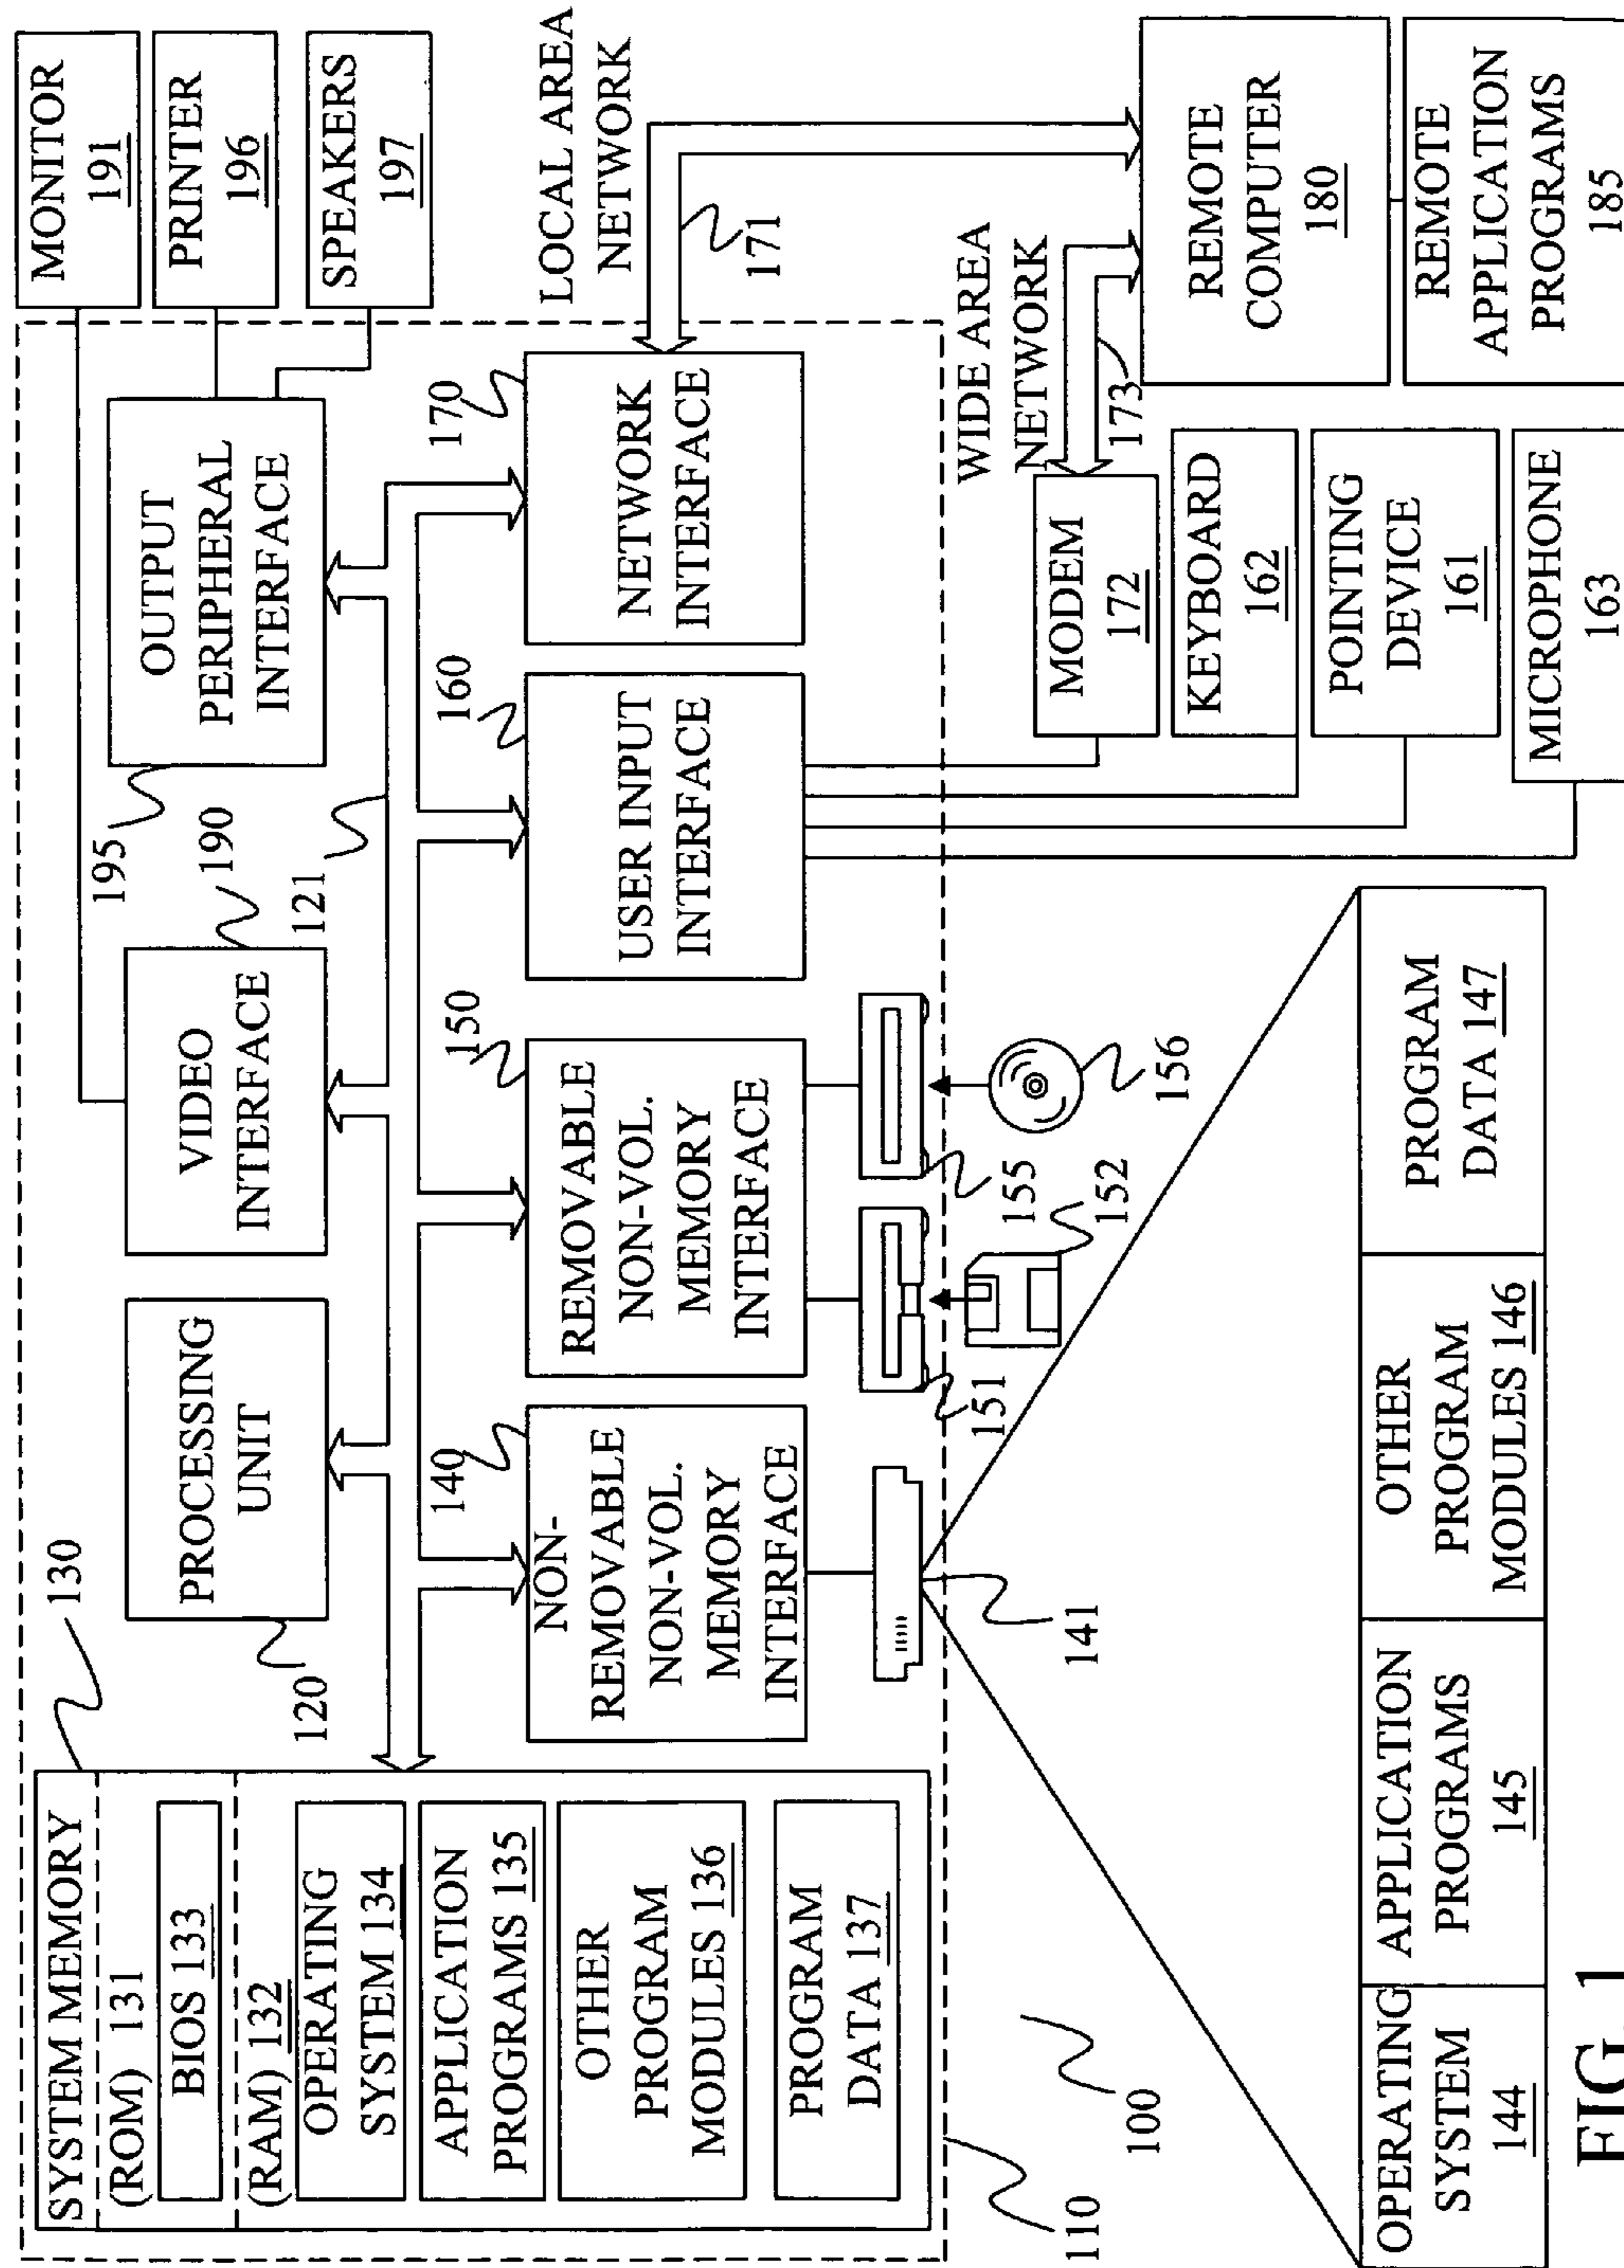 SYSTEM MEMORY
(ROM) 131
BIOS 133
(RAM) 132
OPERATING
SYSTEM 134
APPLICATION
PROGRAMS 135
OTHER
PROGRAM
MODULES 136
PROGRAM
DATA 137
130
120
PROCESSING
UNIT
VIDEO
INTERFACE
190
121
195
OUTPUT
PERIPHERAL
INTERFACE
MONITOR
191
PRINTER
196
SPEAKERS
197
140
NON-
REMOVABLE
NON-VOL.
MEMORY
INTERFACE
150
REMOVABLE
NON-VOL.
MEMORY
INTERFACE
160
USER INPUT
INTERFACE
170
NETWORK
INTERFACE
LOCAL AREA
NETWORK
171
141
151
152
155
156
WIDE AREA
NETWORK
173
MODEM
172
KEYBOARD
162
POINTING
DEVICE
161
MICROPHONE
163
REMOTE
COMPUTER
180
REMOTE
APPLICATION
PROGRAMS
185
110
100
OPERATING
SYSTEM
144
APPLICATION
PROGRAMS
145
OTHER
PROGRAM
MODULES 146
PROGRAM
DATA 147
FIG. 1